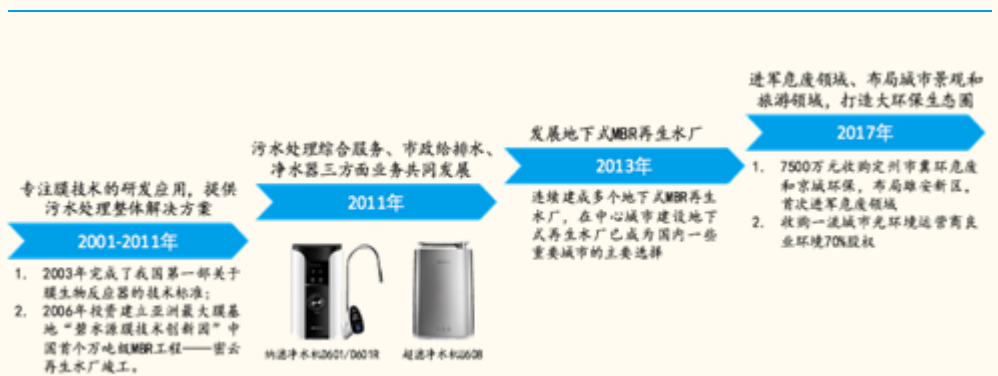 专注膜技术的研发应用，提供
污水处理整体解决方案
2001-2011年
1. 2003年完成了我国第一部关于
膜生物反应器的技术标准；
2. 2006年投资建立亚洲最大膜基
地“碧水源膜技术创新园”中
国首个万吨级MBR工程——密云
再生水厂竣工。
污水处理综合服务、市政给排水、
净水器三方面业务共同发展
2011年
纳滤净水机D601/D601R
超滤净水机U608
发展地下式MBR再生水厂
2013年
连续建成多个地下式MBR再生
水厂，在中心城市建设地下
式再生水厂已成为国内一些
重要城市的主要选择
进军危废领域、布局城市景观和
旅游领域，打造大环保生态圈
2017年
1. 7500万元收购定州市冀环危废
和京城环保，布局雄安新区，
首次进军危废领域
2. 收购一流城市光环境运营商良
业环境70%股权